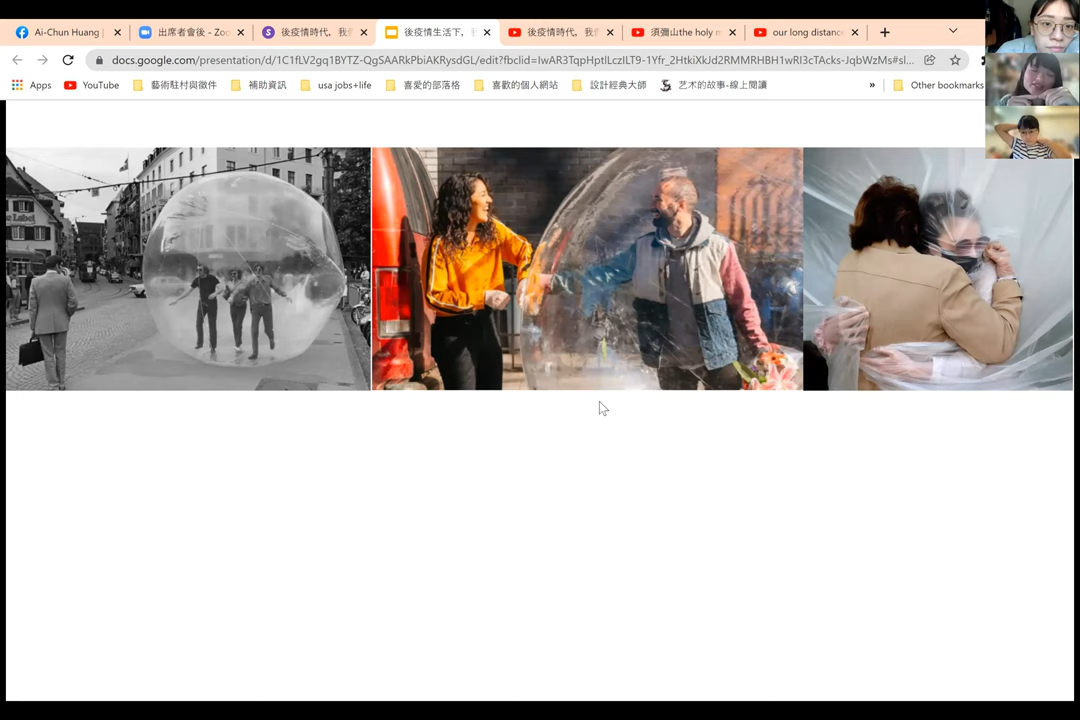 Ai-Chun Huang |
出席者會後 - Zoo
後疫情時代，我們
後疫情生活下，
後疫情時代，我
須彌山the holy m
our long distanc
docs.google.com/presentation/d/1C1fLV2gq1BYTZ-QgSAARkPbiAKRysdGL/edit?fbclid=IwAR3TqpHptlLczILT9-1Yfr_2HtkiXkJd2RMMRHBH1wRI3cTAcks-JqbWzMs#sl...
Apps
YouTube
藝術駐村與徵件
補助資訊
usa jobs+life
喜愛的部落格
喜歡的個人網站
設計經典大師
艺术的故事-線上閱讀
»
Other bookmarks
Label